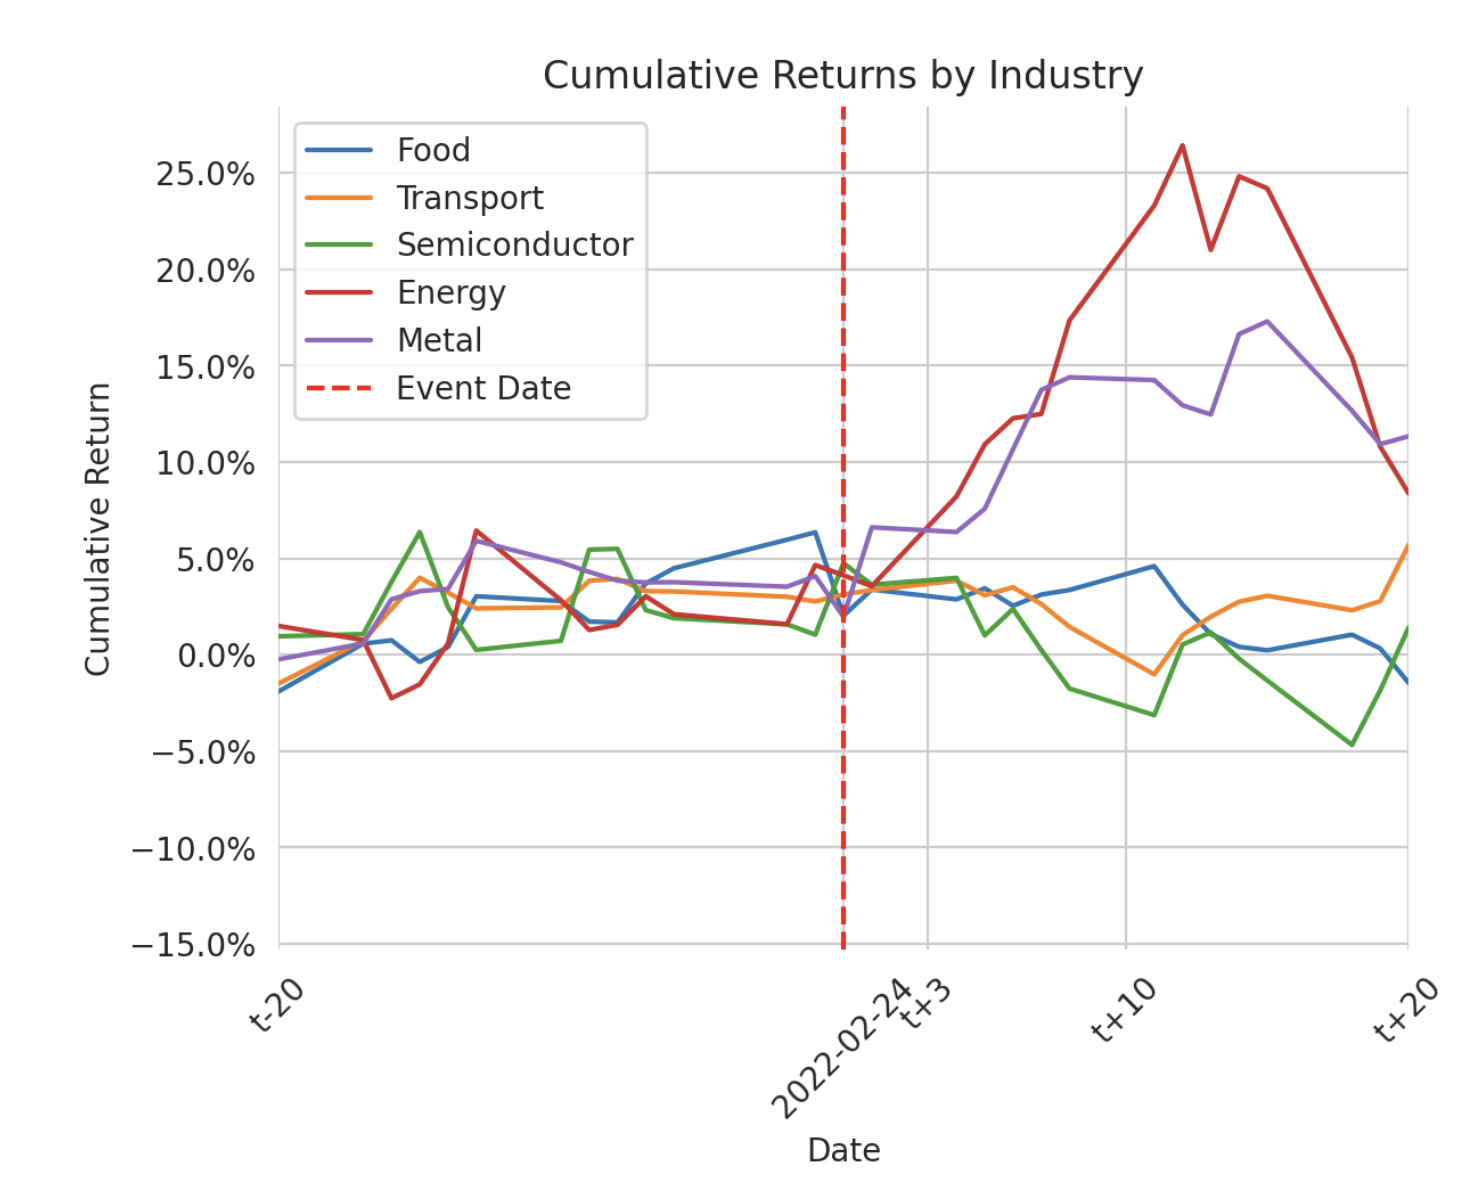 Cumulative Returns by Industry
Food
Transport
Semiconductor
Energy
Metal
Event Date
25.0%
20.0%
15.0%
10.0%
5.0%
0.0%
−5.0%
−10.0%
−15.0%
Cumulative Return
t-20
2022-02-24
t+3
t+10
t+20
Date